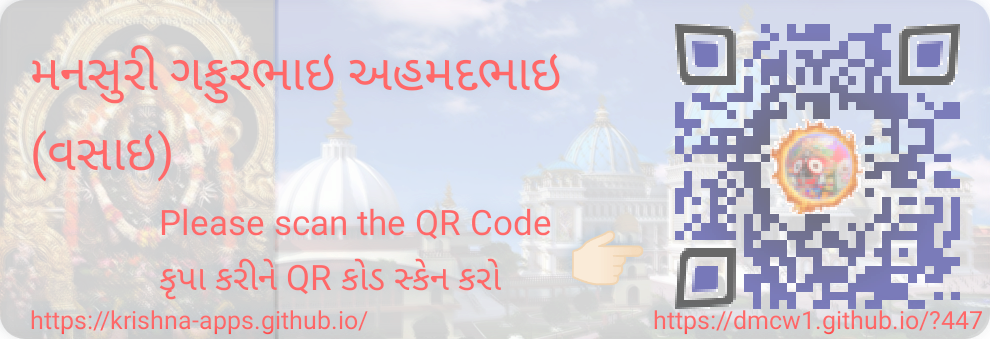 મનસુરી ગફુરભાઇ અહમદભાઇ
(વસાઇ)
Please scan the QR Code
કૃપા કરીને QR કોડ સ્કેન કરો
https://krishna-apps.github.io/
https://dmcw1.github.io/?447